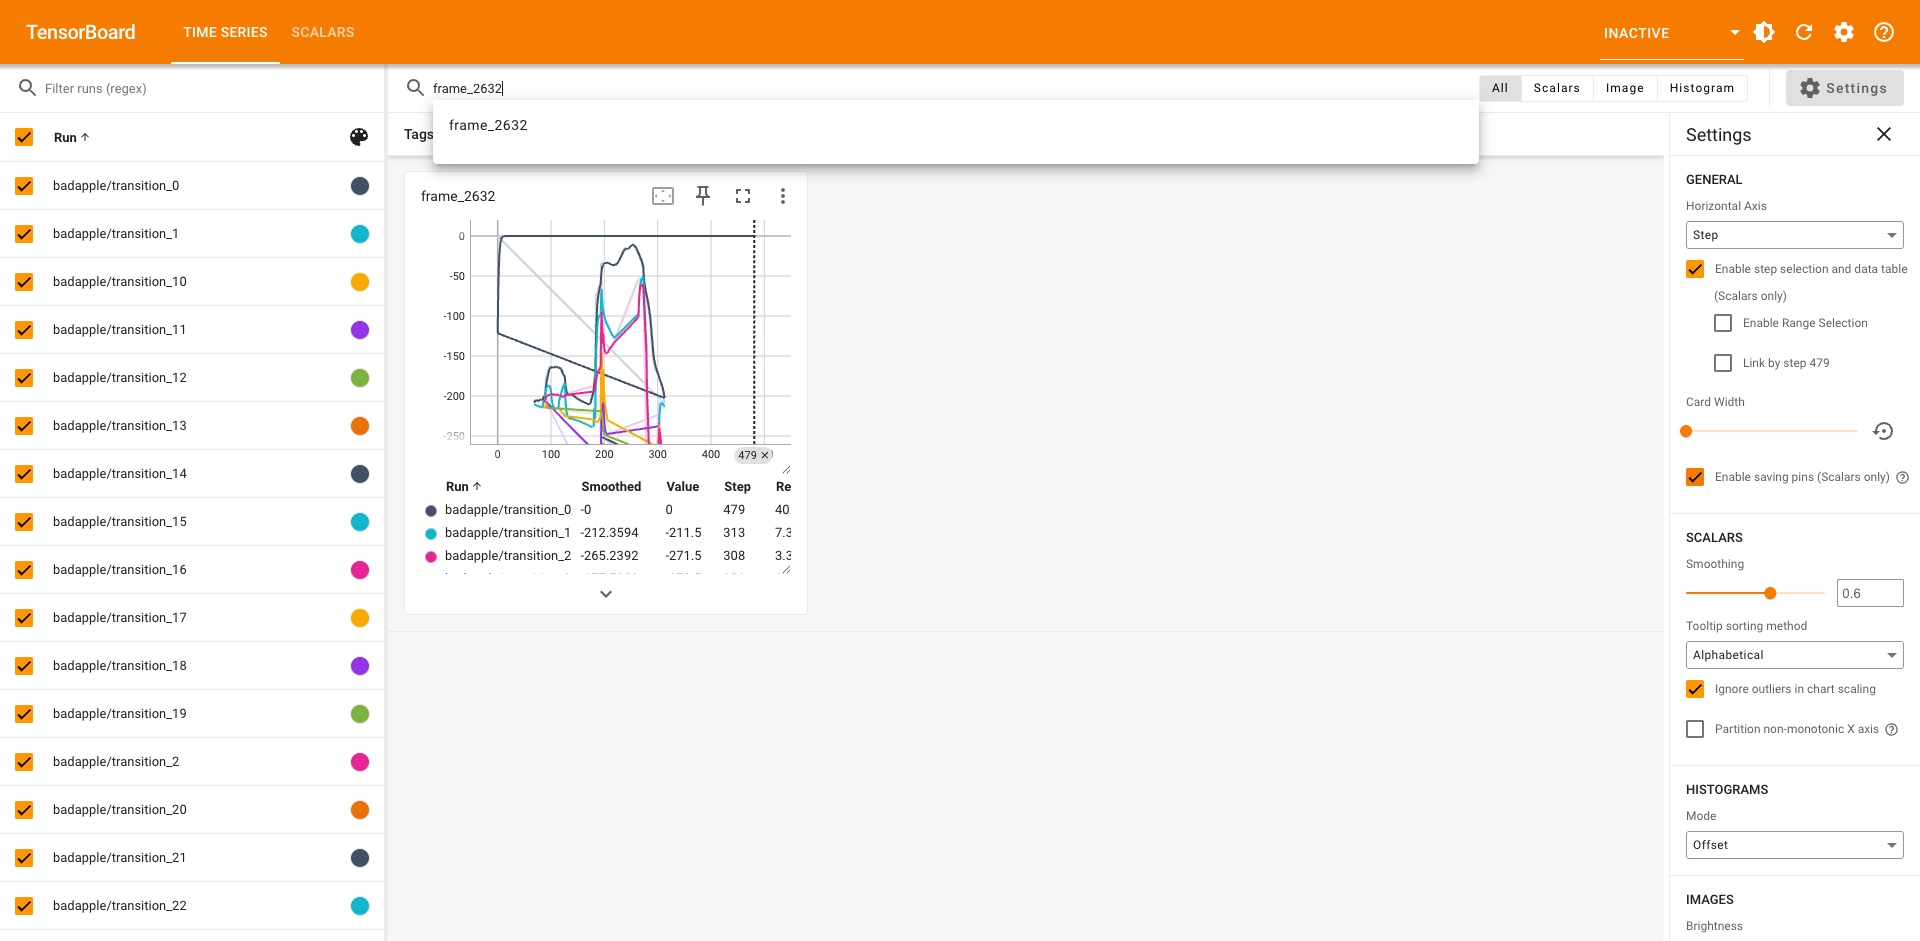 TensorBoard
TIME SERIES
SCALARS
INACTIVE
Filter runs (regex)
frame_2632
All
Scalars
Image
Histogram
Settings
frame_2632
Run
badapple/transition_0
badapple/transition_1
badapple/transition_10
badapple/transition_11
badapple/transition_12
badapple/transition_13
badapple/transition_14
badapple/transition_15
badapple/transition_16
badapple/transition_17
badapple/transition_18
badapple/transition_19
badapple/transition_2
badapple/transition_20
badapple/transition_21
badapple/transition_22
Tags
frame_2632
0
-50
-100
-150
-200
-250
0 100 200 300 400 479
Run Smoothed Value Step Re
badapple/transition_0 -0 0 479 40
badapple/transition_1 -212.3594 -211.5 313 7.3
badapple/transition_2 -265.2392 -271.5 308 3.3
Settings
GENERAL
Horizontal Axis
Step
Enable step selection and data table
(Scalars only)
Enable Range Selection
Link by step 479
Card Width
Enable saving pins (Scalars only)
SCALARS
Smoothing
0.6
Tooltip sorting method
Alphabetical
Ignore outliers in chart scaling
Partition non-monotonic X axis
HISTOGRAMS
Mode
Offset
IMAGES
Brightness